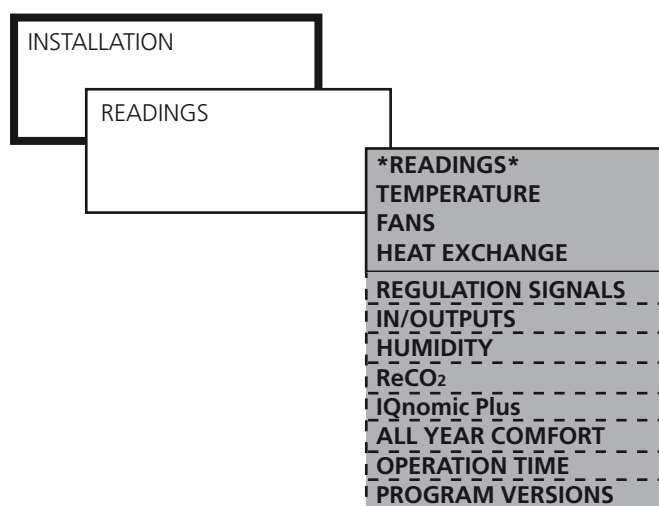 INSTALLATION
READINGS
*READINGS*
TEMPERATURE
FANS
HEAT EXCHANGE
REGULATION SIGNALS
IN/OUTPUTS
HUMIDITY
ReCO₂
IQnomic Plus
ALL YEAR COMFORT
OPERATION TIME
PROGRAM VERSIONS